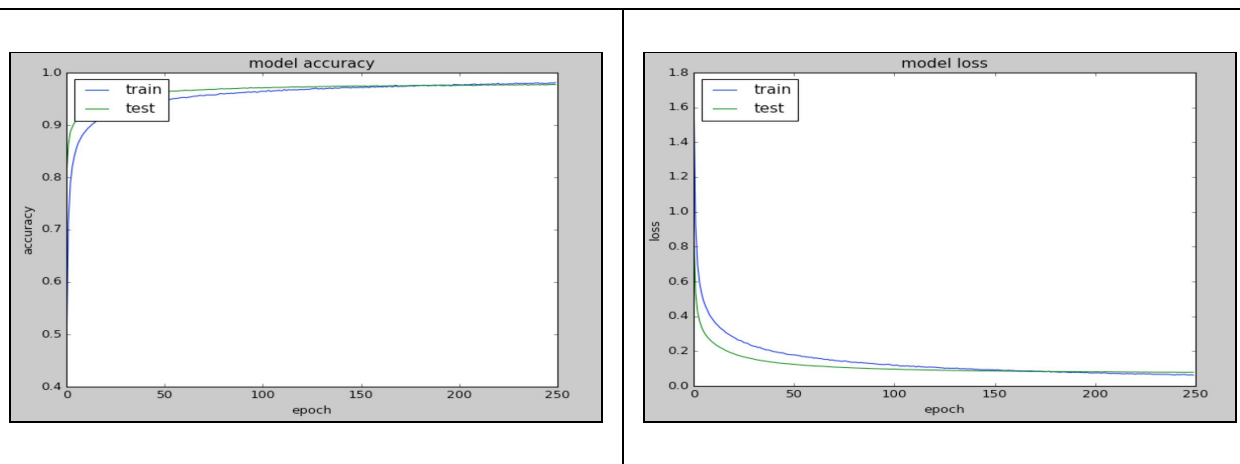 model accuracy
train
test
1.0
0.9
0.8
0.7
0.6
0.5
0.4
accuracy
0 50 100 150 200 250
epoch
model loss
train
test
1.8
1.6
1.4
1.2
1.0
0.8
0.6
0.4
0.2
0.0
loss
0 50 100 150 200 250
epoch